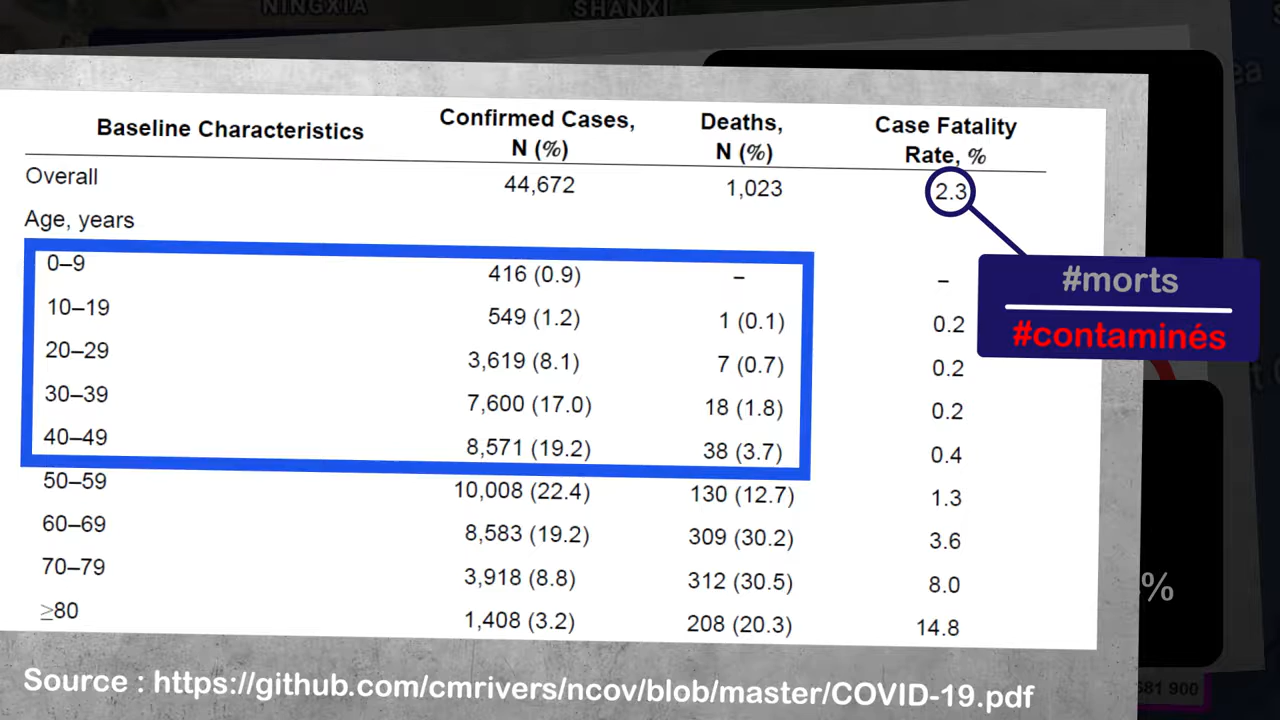 NINGXIA SHANXI
Baseline Characteristics Confirmed Cases, N (%) Deaths, N (%) Case Fatality Rate, %
Overall 44,672 1,023 2.3
Age, years
0–9 416 (0.9) – –
10–19 549 (1.2) 1 (0.1) 0.2
20–29 3,619 (8.1) 7 (0.7) 0.2
30–39 7,600 (17.0) 18 (1.8) 0.2
40–49 8,571 (19.2) 38 (3.7) 0.4
50–59 10,008 (22.4) 130 (12.7) 1.3
60–69 8,583 (19.2) 309 (30.2) 3.6
70–79 3,918 (8.8) 312 (30.5) 8.0
≥80 1,408 (3.2) 208 (20.3) 14.8
#morts
#contaminés
%
681 900
Source : https://github.com/cmrivers/ncov/blob/master/COVID-19.pdf